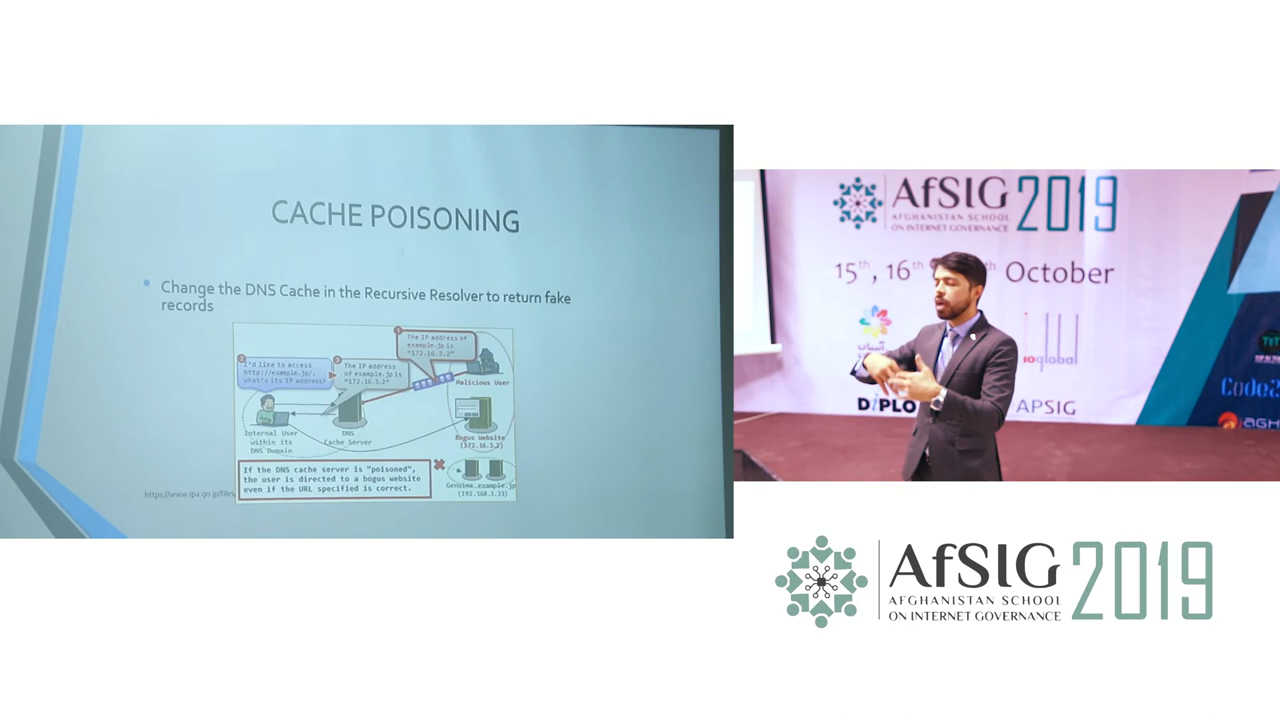 CACHE POISONING
Change the DNS Cache in the Recursive Resolver to return fake
records
1
The IP address of
example.jp is
"172.16.3.2"
2
I'd like to access
http://example.jp/.
what's its IP address?
3
The IP address
of example.jp is
"172.16.3.2"
Malicious User
Internal User
within its
DNS Domain
DNS
Cache Server
Bogus Website
(172.16.3.2)
If the DNS cache server is "poisoned",
the user is directed to a bogus website
even if the URL specified is correct.
Genuine example.jp
(192.168.1.23)
https://www.ipa.go.jp/files
AfSIG 2019
AFGHANISTAN SCHOOL
ON INTERNET GOVERNANCE
15th, 16th October
DiPLO
ioglobal
APSIG
AfSIG 2019
AFGHANISTAN SCHOOL
ON INTERNET GOVERNANCE